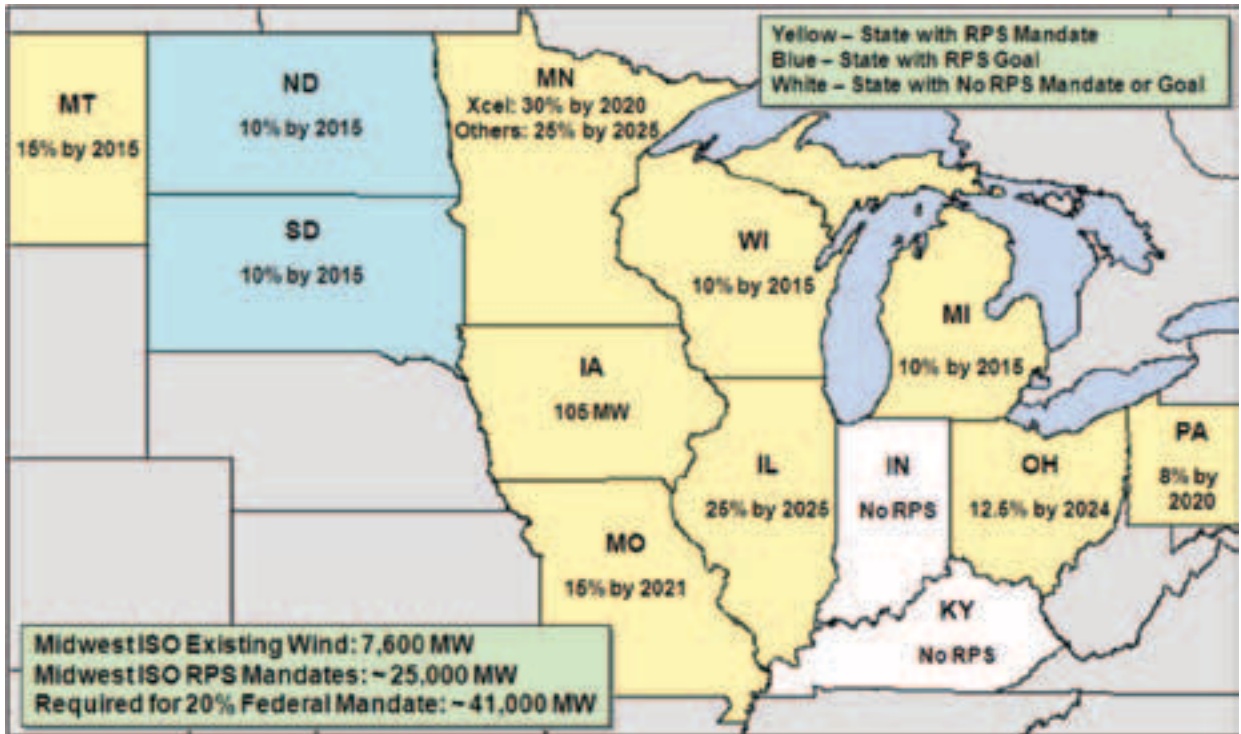 Yellow – State with RPS Mandate
Blue – State with RPS Goal
White – State with No RPS Mandate or Goal
MT
15% by 2015
ND
10% by 2015
SD
10% by 2015
MN
Xcel: 30% by 2020
Others: 25% by 2025
WI
10% by 2015
MI
10% by 2015
IA
105 MW
IL
25% by 2025
IN
No RPS
OH
12.5% by 2024
PA
8% by
2020
MO
15% by 2021
KY
No RPS
Midwest ISO Existing Wind: 7,600 MW
Midwest ISO RPS Mandates: ~25,000 MW
Required for 20% Federal Mandate: ~41,000 MW